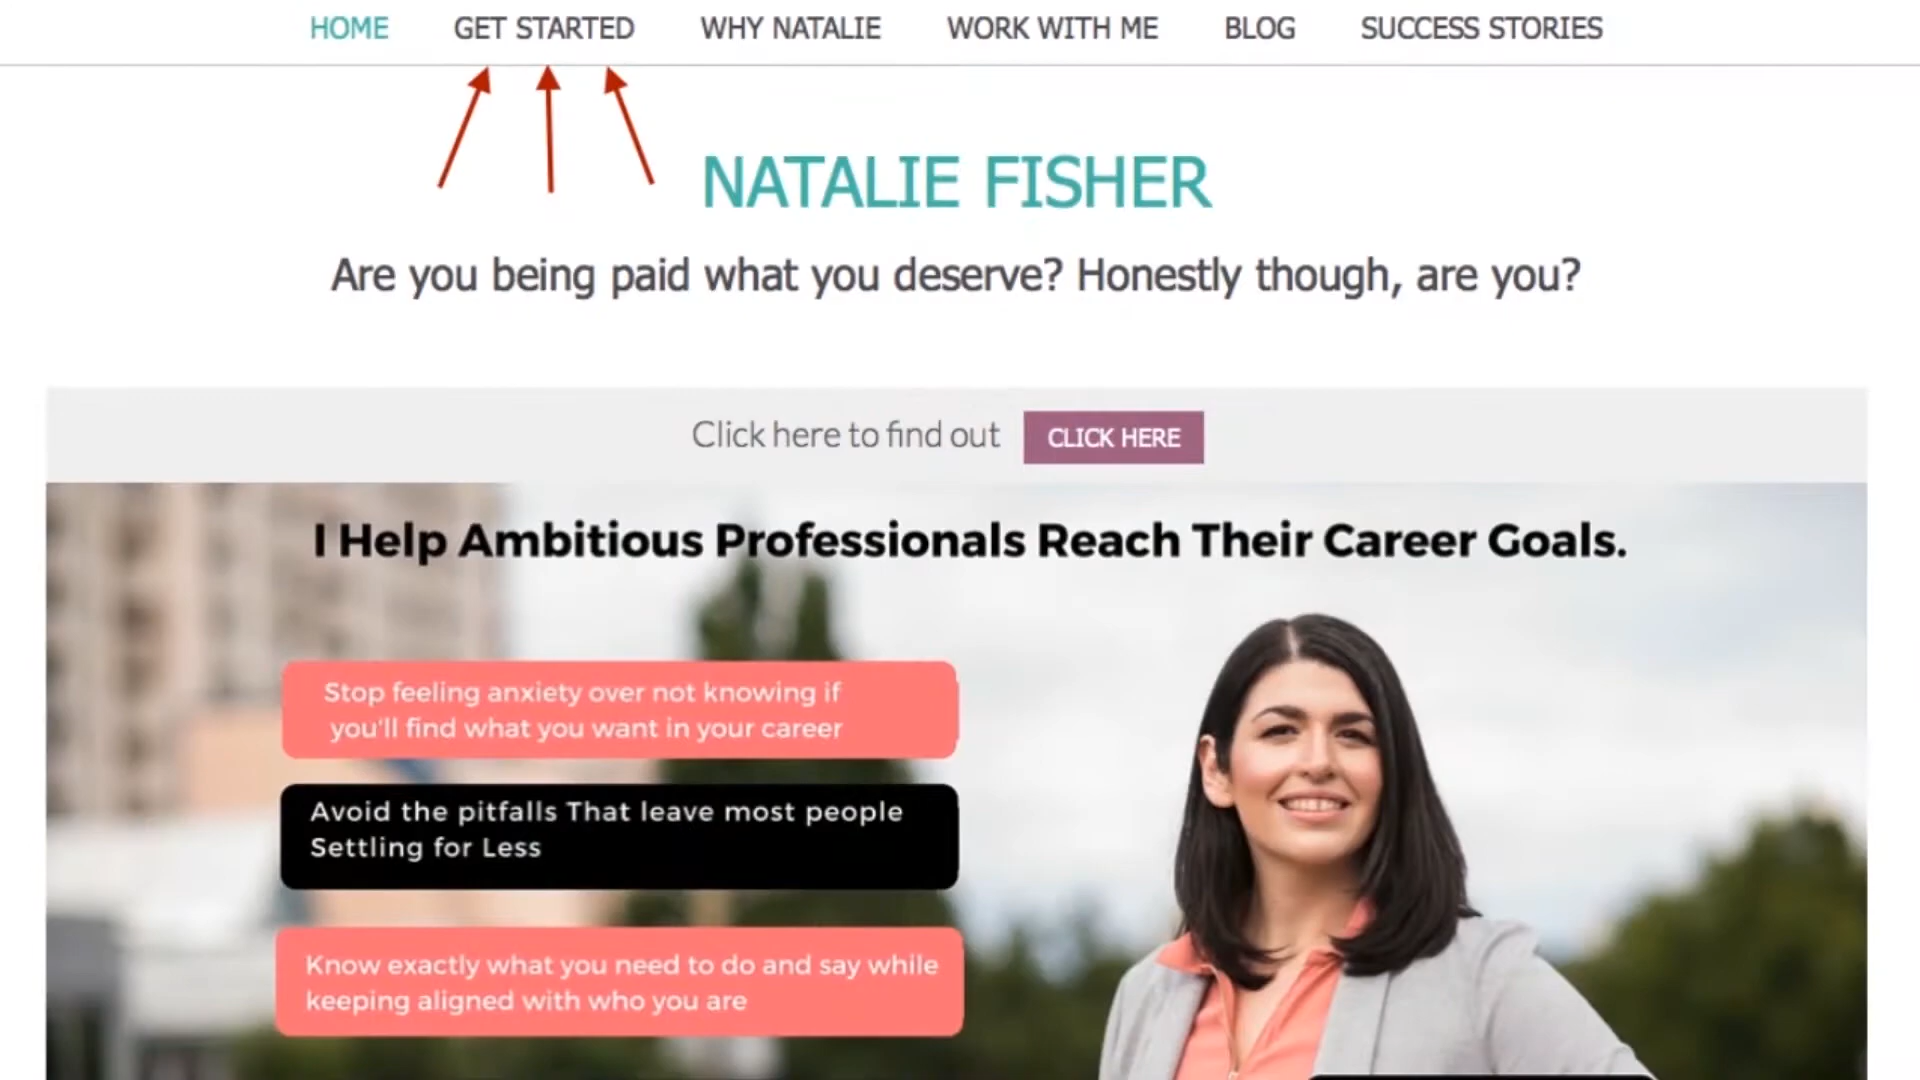 HOME GET STARTED WHY NATALIE WORK WITH ME BLOG SUCCESS STORIES
NATALIE FISHER
Are you being paid what you deserve? Honestly though, are you?
Click here to find out CLICK HERE
I Help Ambitious Professionals Reach Their Career Goals.
Stop feeling anxiety over not knowing if
you'll find what you want in your career
Avoid the pitfalls That leave most people
Settling for Less
Know exactly what you need to do and say while
keeping aligned with who you are